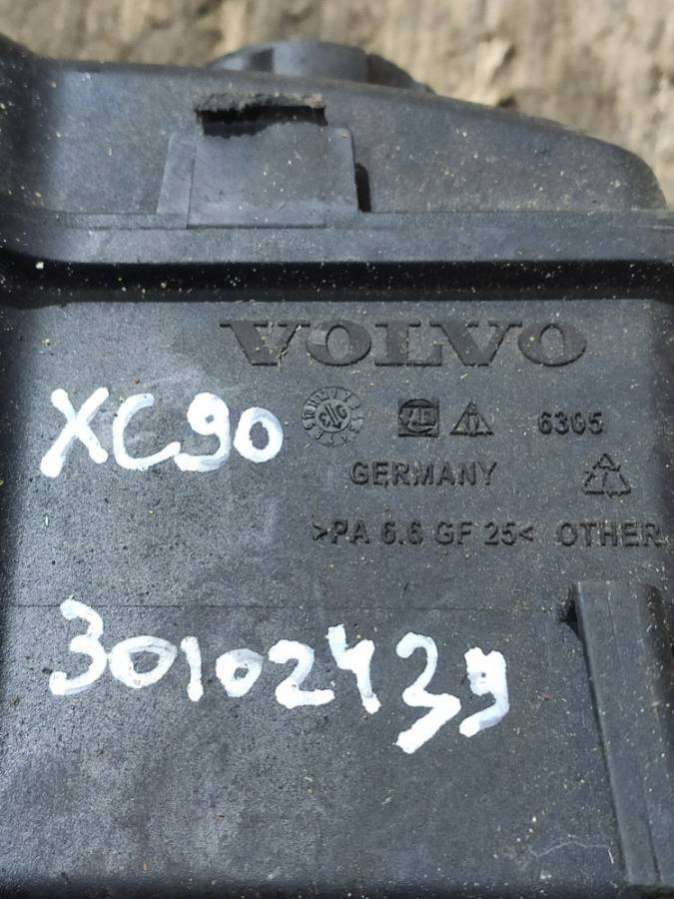 VOLVO
XC90
6305
GERMANY
>PA 6.6 GF 25< OTHER
30102439